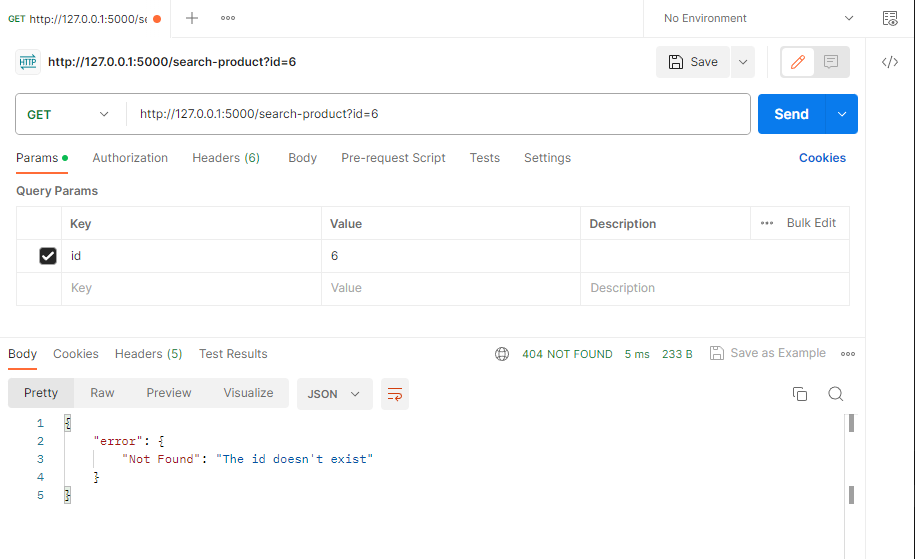 GET http://127.0.0.1:5000/se
No Environment
HTTP http://127.0.0.1:5000/search-product?id=6
Save
GET http://127.0.0.1:5000/search-product?id=6
Send
Params Authorization Headers (6) Body Pre-request Script Tests Settings Cookies
Query Params
Key Value Description Bulk Edit
id 6
Key Value Description
Body Cookies Headers (5) Test Results 404 NOT FOUND 5 ms 233 B Save as Example
Pretty Raw Preview Visualize JSON
1 {
2 "error": {
3 "Not Found": "The id doesn't exist"
4 }
5 }